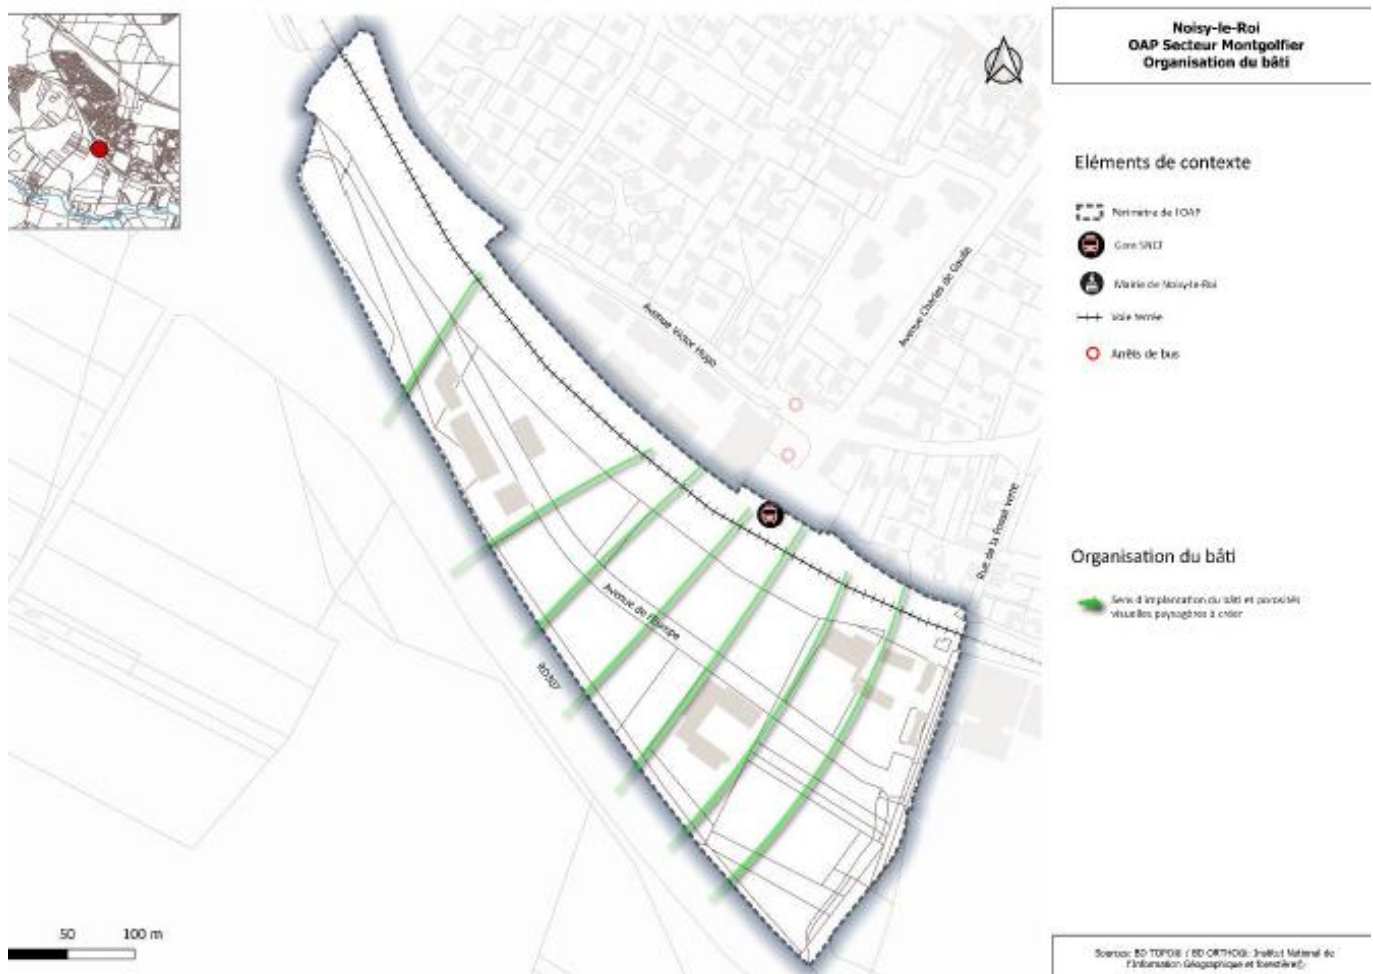 Noisy-le-Roi
OAP Secteur Montgolfier
Organisation du bâti
Eléments de contexte
Périmètre de l'OAP
Gare SNCF
Mairie de Noisy-le-Roi
Voie ferrée
Arrêts de bus
Avenue Victor Hugo
Avenue Charles de Gaulle
Rue de la Fosse Verte
Avenue de l'Europe
RD307
Organisation du bâti
Sens d'implantation du bâti et porosités
visuelles paysagères à créer
50 100 m
Sources: BD TOPO® / BD ORTHO®: Institut National de
l'Information Géographique et forestière©